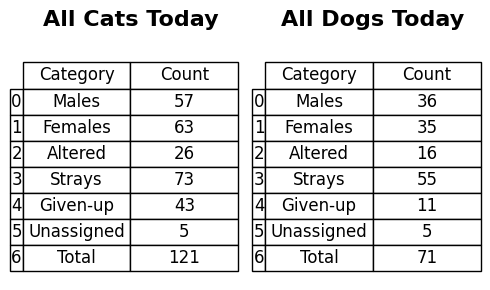 All Cats Today
Category Count
0 Males 57
1 Females 63
2 Altered 26
3 Strays 73
4 Given-up 43
5 Unassigned 5
6 Total 121
All Dogs Today
Category Count
0 Males 36
1 Females 35
2 Altered 16
3 Strays 55
4 Given-up 11
5 Unassigned 5
6 Total 71